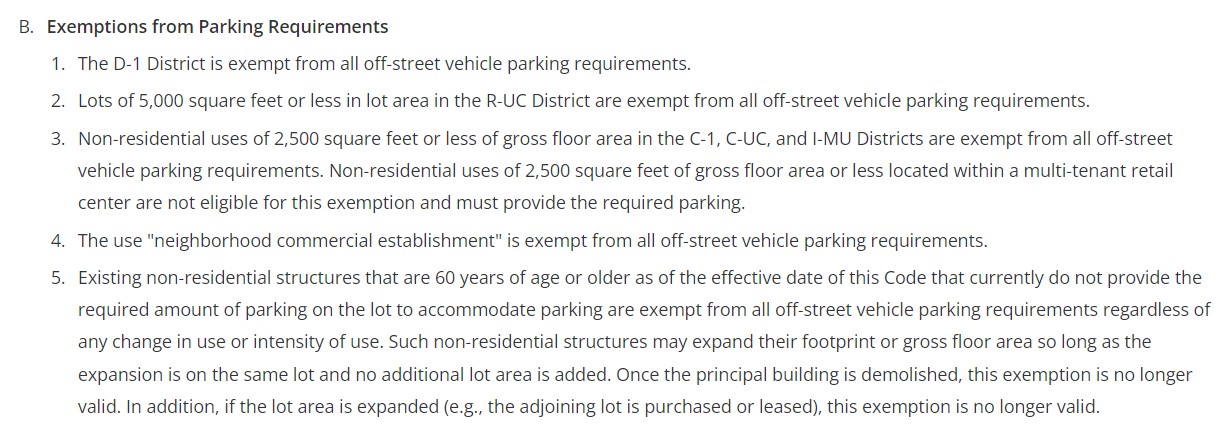 B. Exemptions from Parking Requirements
1. The D-1 District is exempt from all off-street vehicle parking requirements.
2. Lots of 5,000 square feet or less in lot area in the R-UC District are exempt from all off-street vehicle parking requirements.
3. Non-residential uses of 2,500 square feet or less of gross floor area in the C-1, C-UC, and I-MU Districts are exempt from all off-street
vehicle parking requirements. Non-residential uses of 2,500 square feet of gross floor area or less located within a multi-tenant retail
center are not eligible for this exemption and must provide the required parking.
4. The use "neighborhood commercial establishment" is exempt from all off-street vehicle parking requirements.
5. Existing non-residential structures that are 60 years of age or older as of the effective date of this Code that currently do not provide the
required amount of parking on the lot to accommodate parking are exempt from all off-street vehicle parking requirements regardless of
any change in use or intensity of use. Such non-residential structures may expand their footprint or gross floor area so long as the
expansion is on the same lot and no additional lot area is added. Once the principal building is demolished, this exemption is no longer
valid. In addition, if the lot area is expanded (e.g., the adjoining lot is purchased or leased), this exemption is no longer valid.